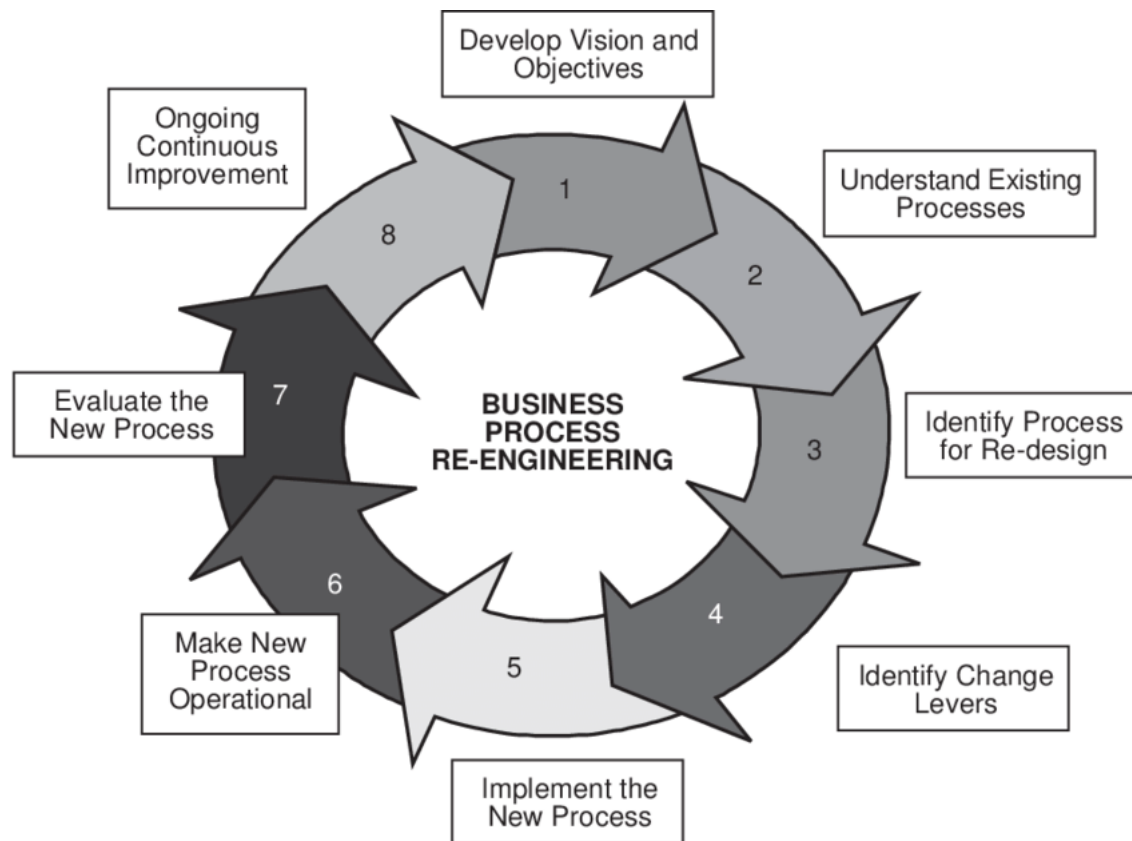 Develop Vision and
Objectives
1
Understand Existing
Processes
2
Identify Process
for Re-design
3
Identify Change
Levers
4
Implement the
New Process
5
Make New
Process
Operational
6
Evaluate the
New Process
7
Ongoing
Continuous
Improvement
8
BUSINESS
PROCESS
RE-ENGINEERING